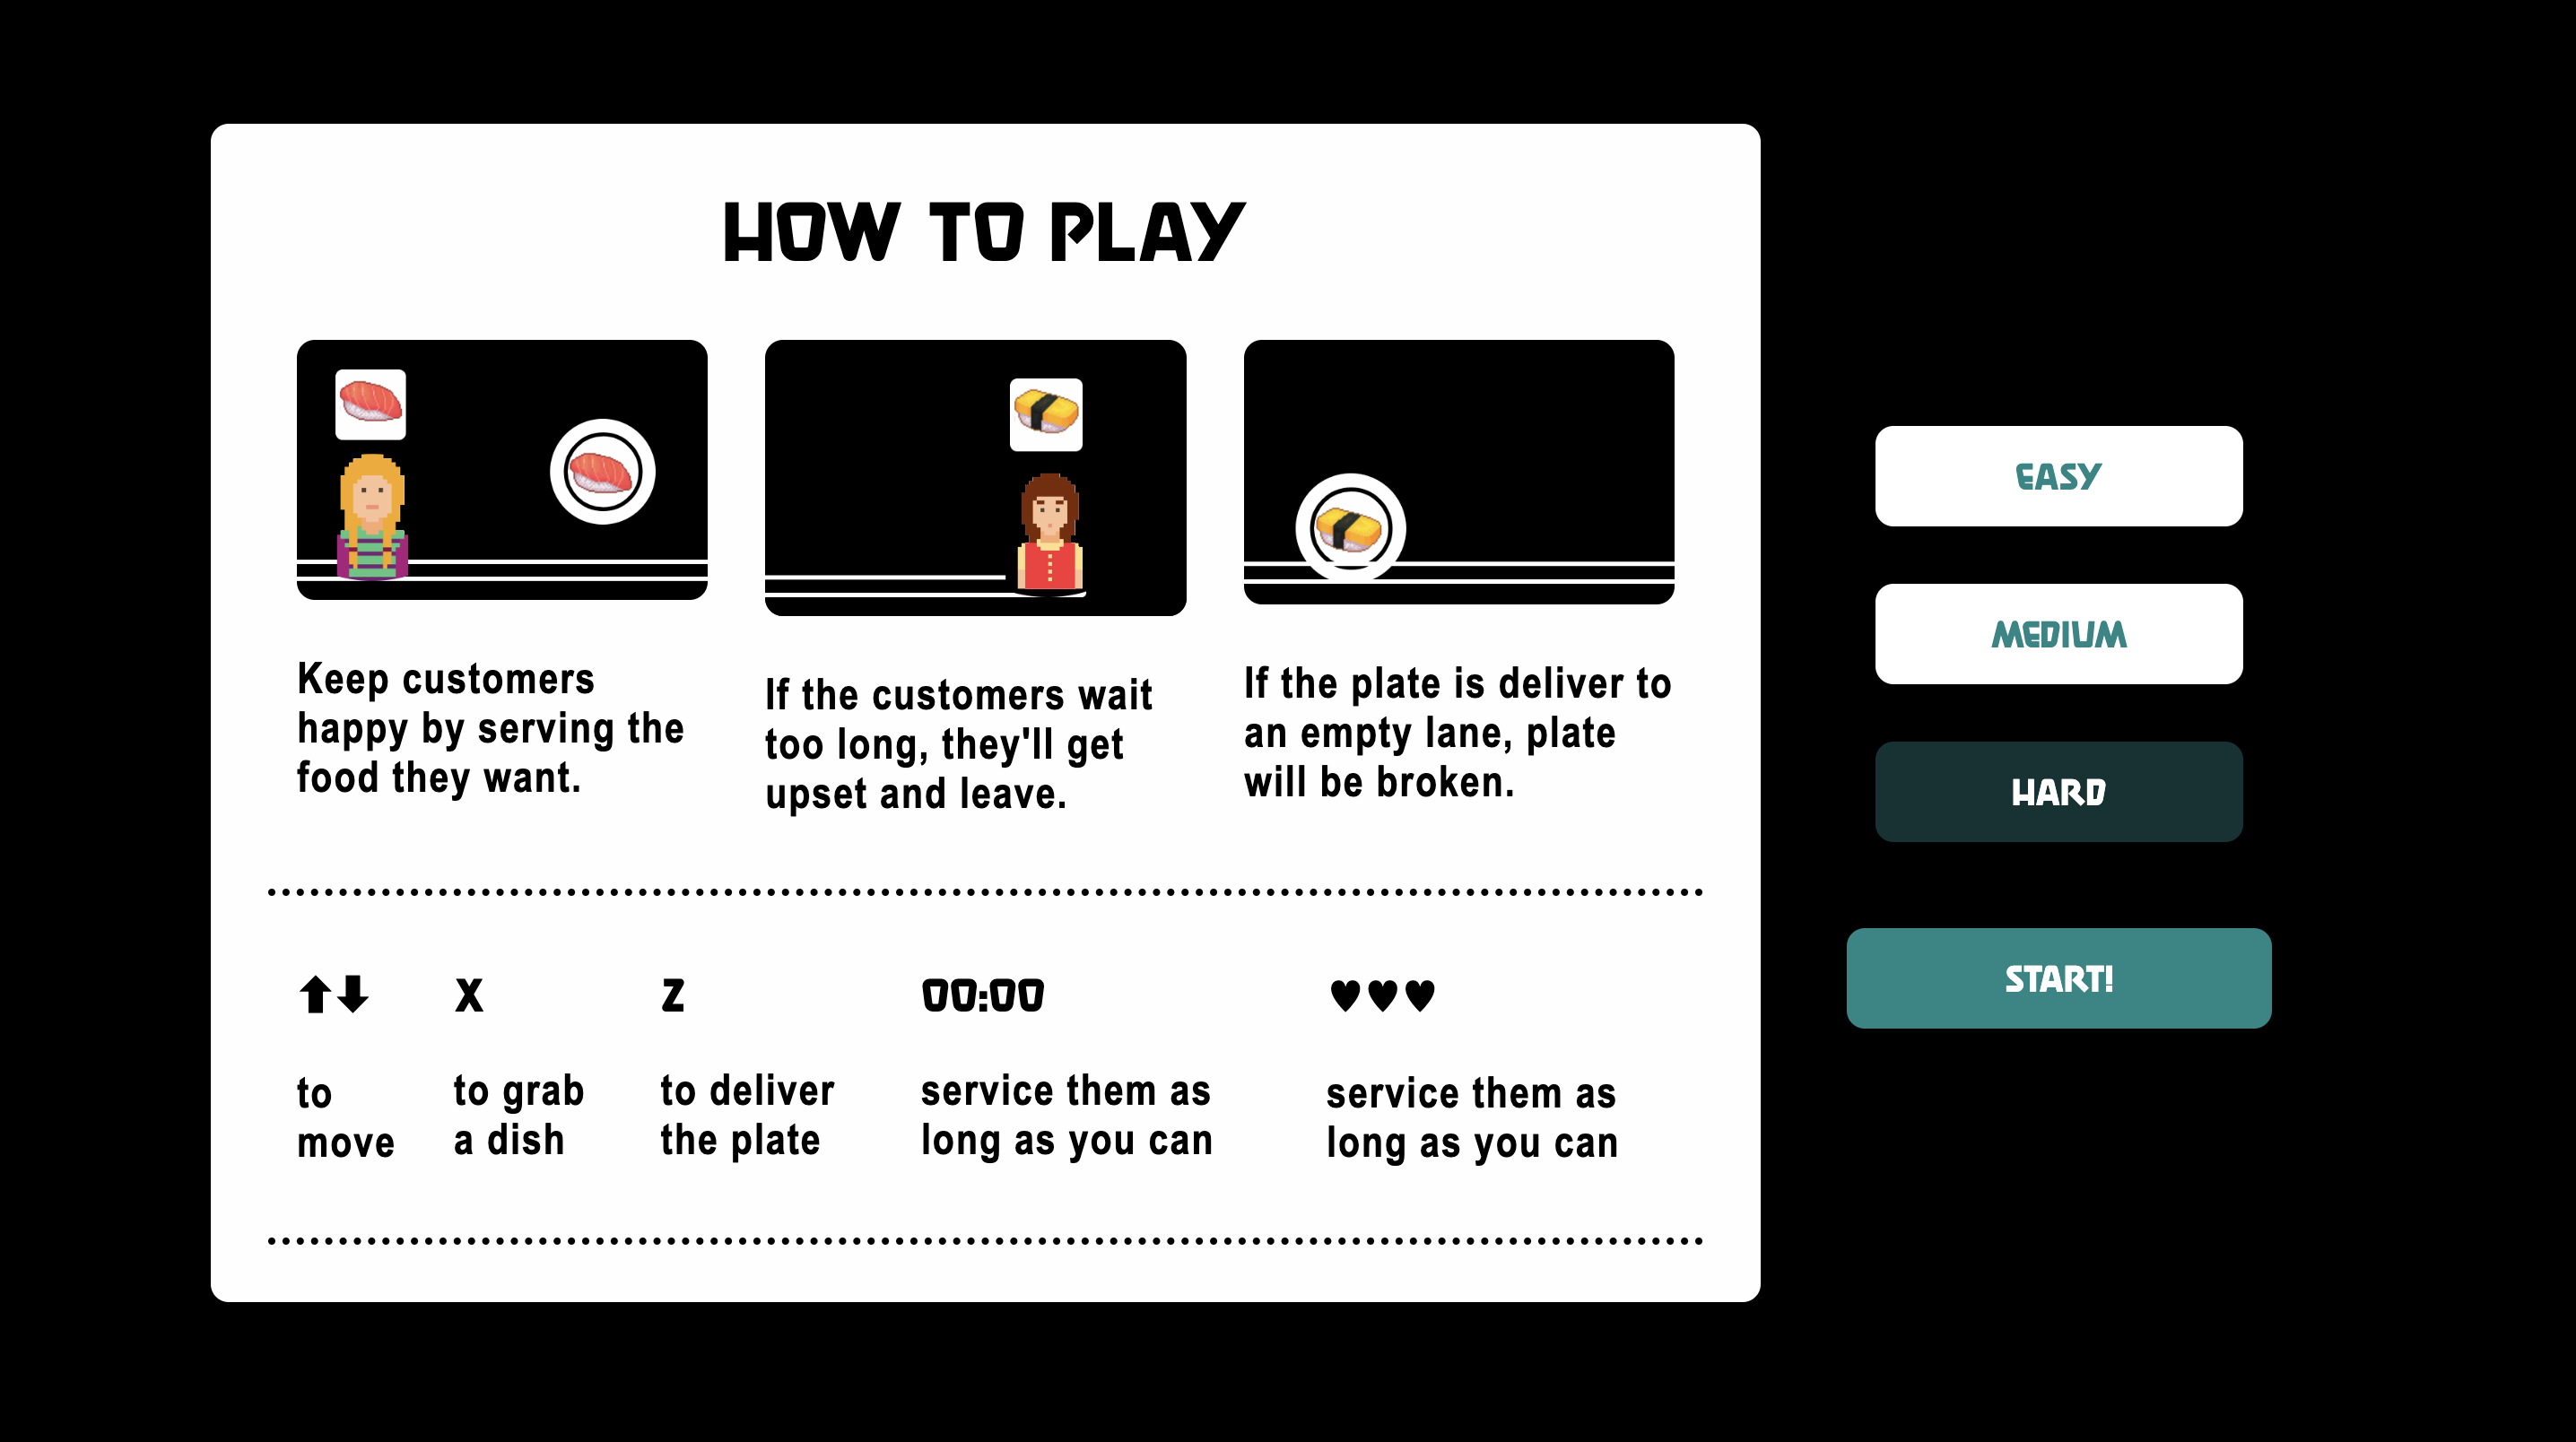 HOW TO PLAY
Keep customers
happy by serving the
food they want.
If the customers wait
too long, they'll get
upset and leave.
If the plate is deliver to
an empty lane, plate
will be broken.
⬆⬇
to
move
X
to grab
a dish
Z
to deliver
the plate
00:00
service them as
long as you can
♥♥♥
service them as
long as you can
EASY
MEDIUM
HARD
START!